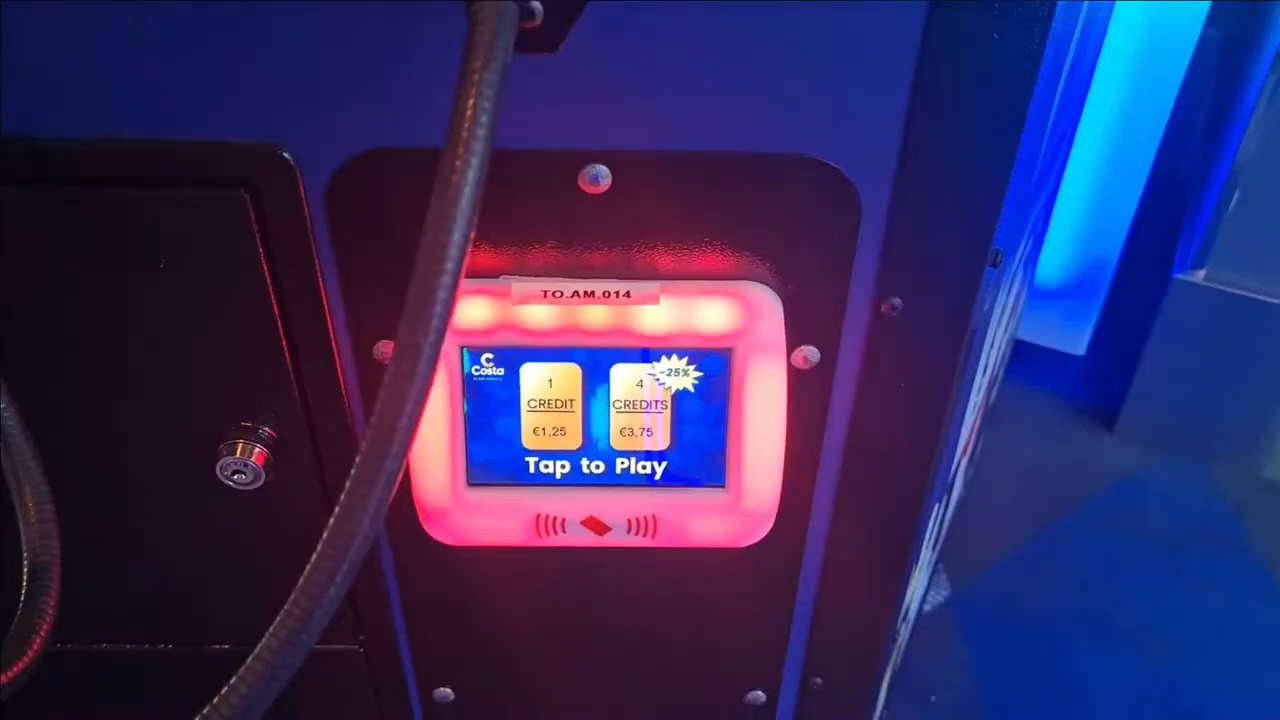 TO.AM.014
Costa
-25%
1
CREDIT
€1,25
4
CREDITS
€3,75
Tap to Play